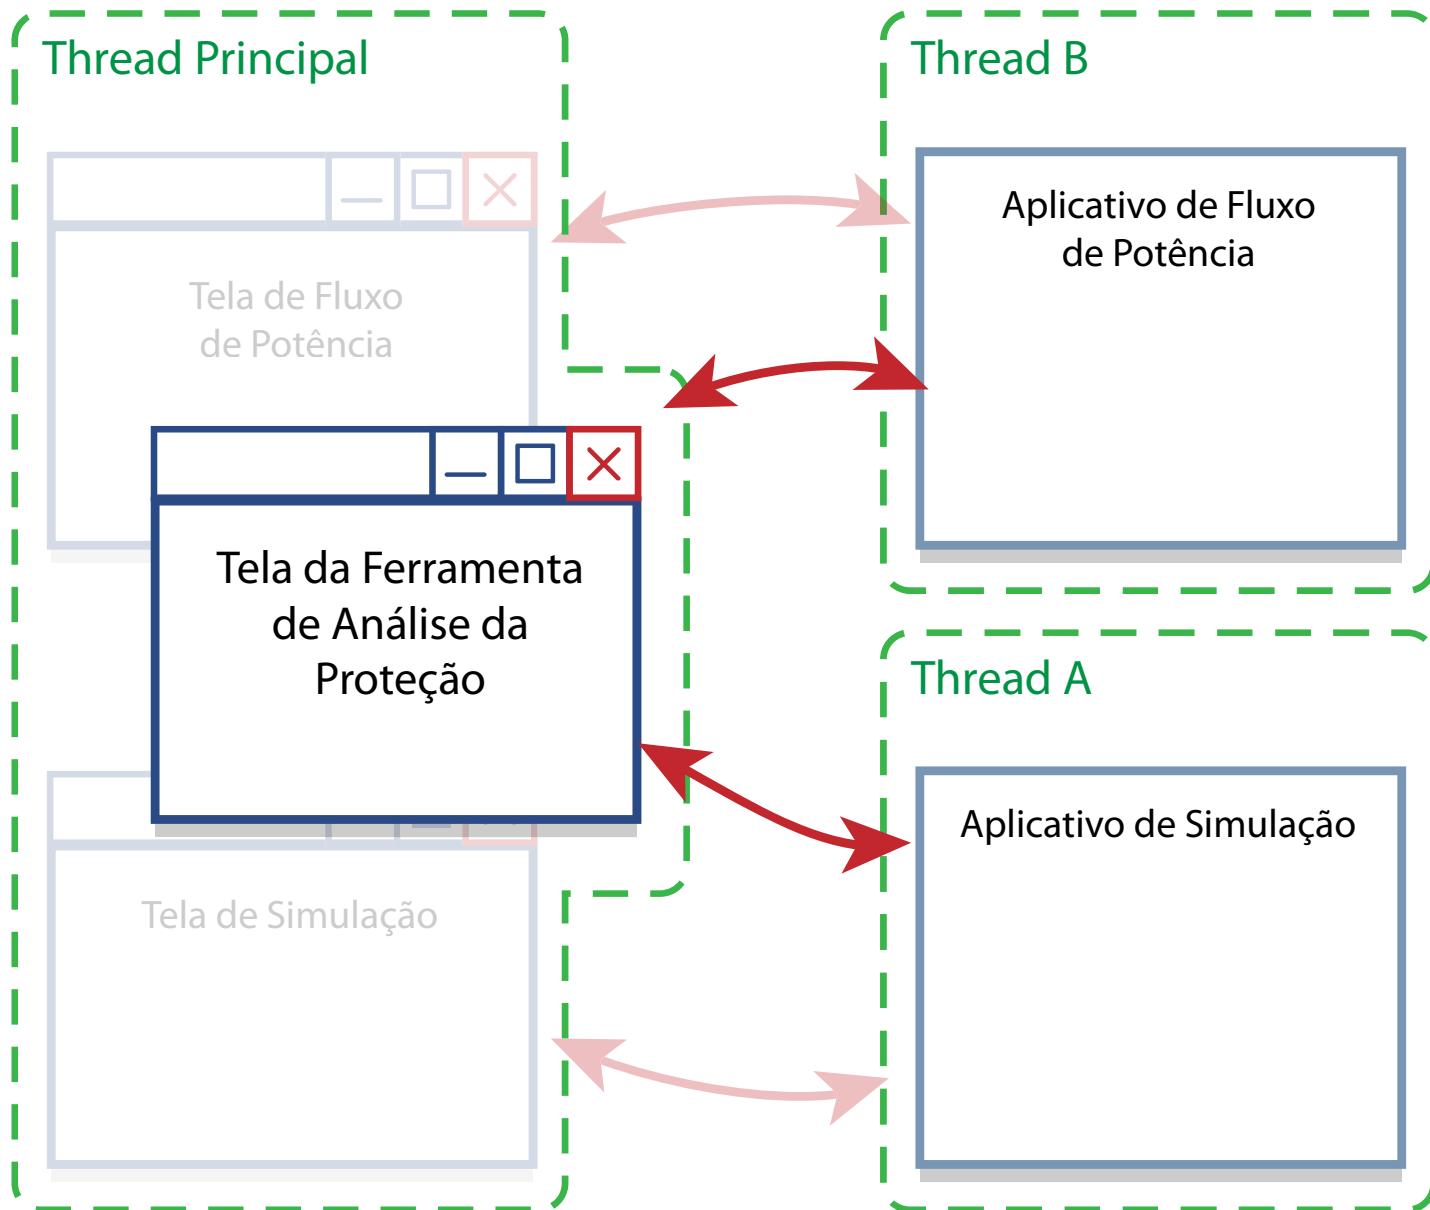 Thread Principal
Tela de Fluxo
de Potência
Tela da Ferramenta
de Análise da
Proteção
Tela de Simulação
Thread B
Aplicativo de Fluxo
de Potência
Thread A
Aplicativo de Simulação